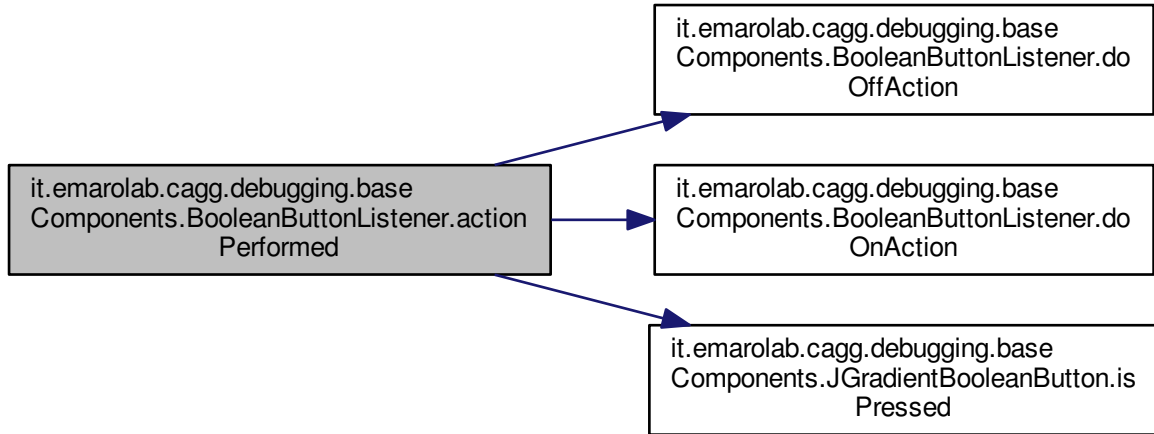 it.emarolab.cagg.debugging.base
Components.BooleanButtonListener.action
Performed
it.emarolab.cagg.debugging.base
Components.BooleanButtonListener.do
OffAction
it.emarolab.cagg.debugging.base
Components.BooleanButtonListener.do
OnAction
it.emarolab.cagg.debugging.base
Components.JGradientBooleanButton.is
Pressed